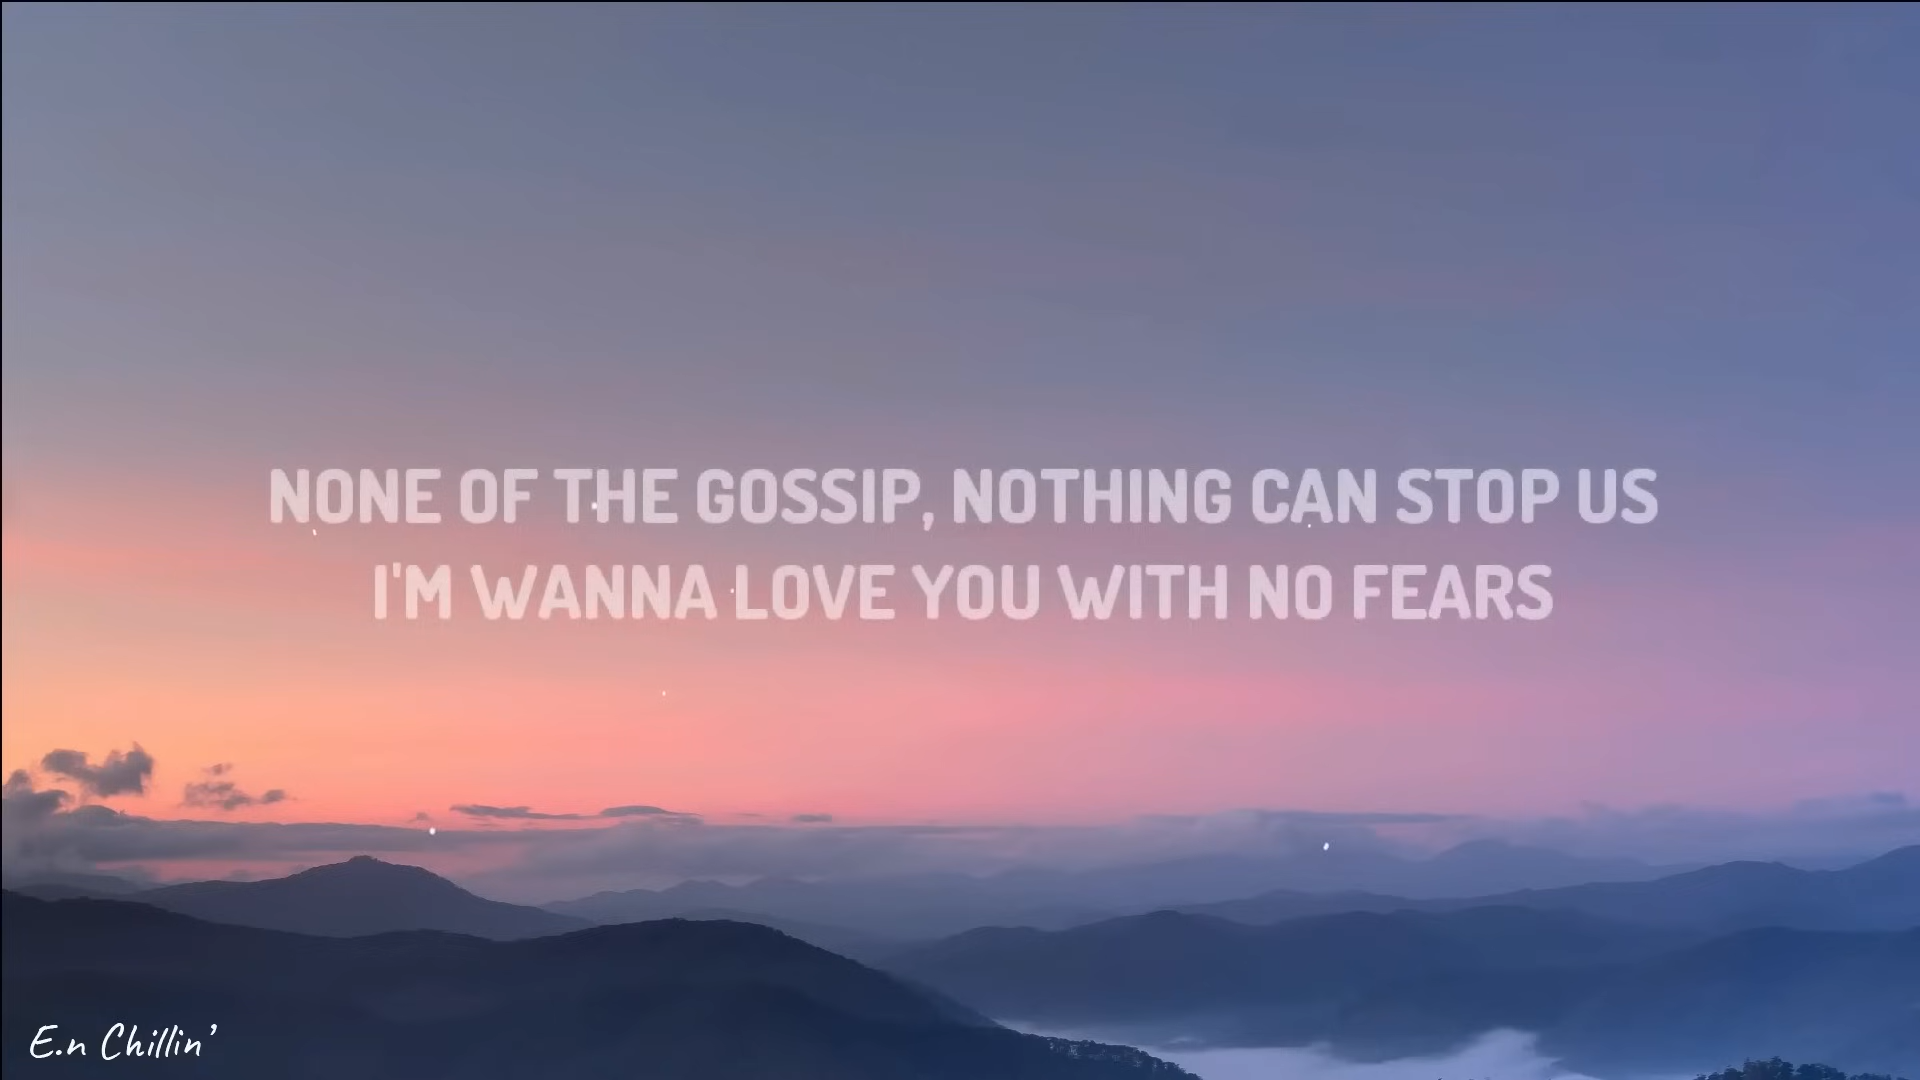 NONE OF THE GOSSIP, NOTHING CAN STOP US
I'M WANNA LOVE YOU WITH NO FEARS
E.n Chillin'